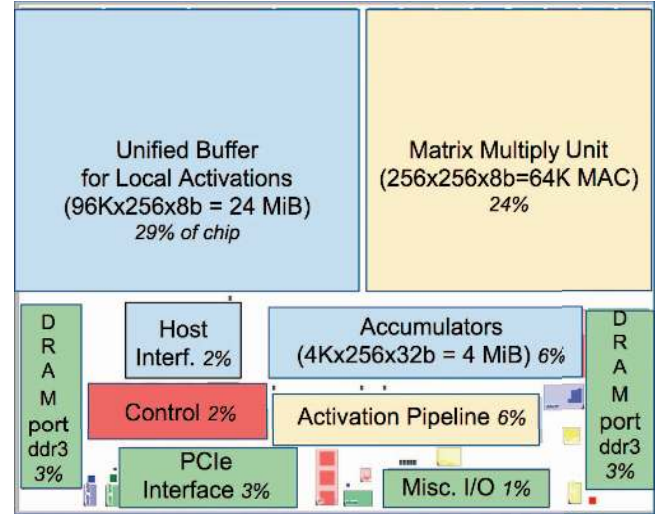 Unified Buffer
for Local Activations
(96Kx256x8b = 24 MiB)
29% of chip
Matrix Multiply Unit
(256x256x8b=64K MAC)
24%
D
R
A
M
port
ddr3
3%
Host
Interf. 2%
Accumulators
(4Kx256x32b = 4 MiB) 6%
Control 2%
Activation Pipeline 6%
PCIe
Interface 3%
Misc. I/O 1%
D
R
A
M
port
ddr3
3%